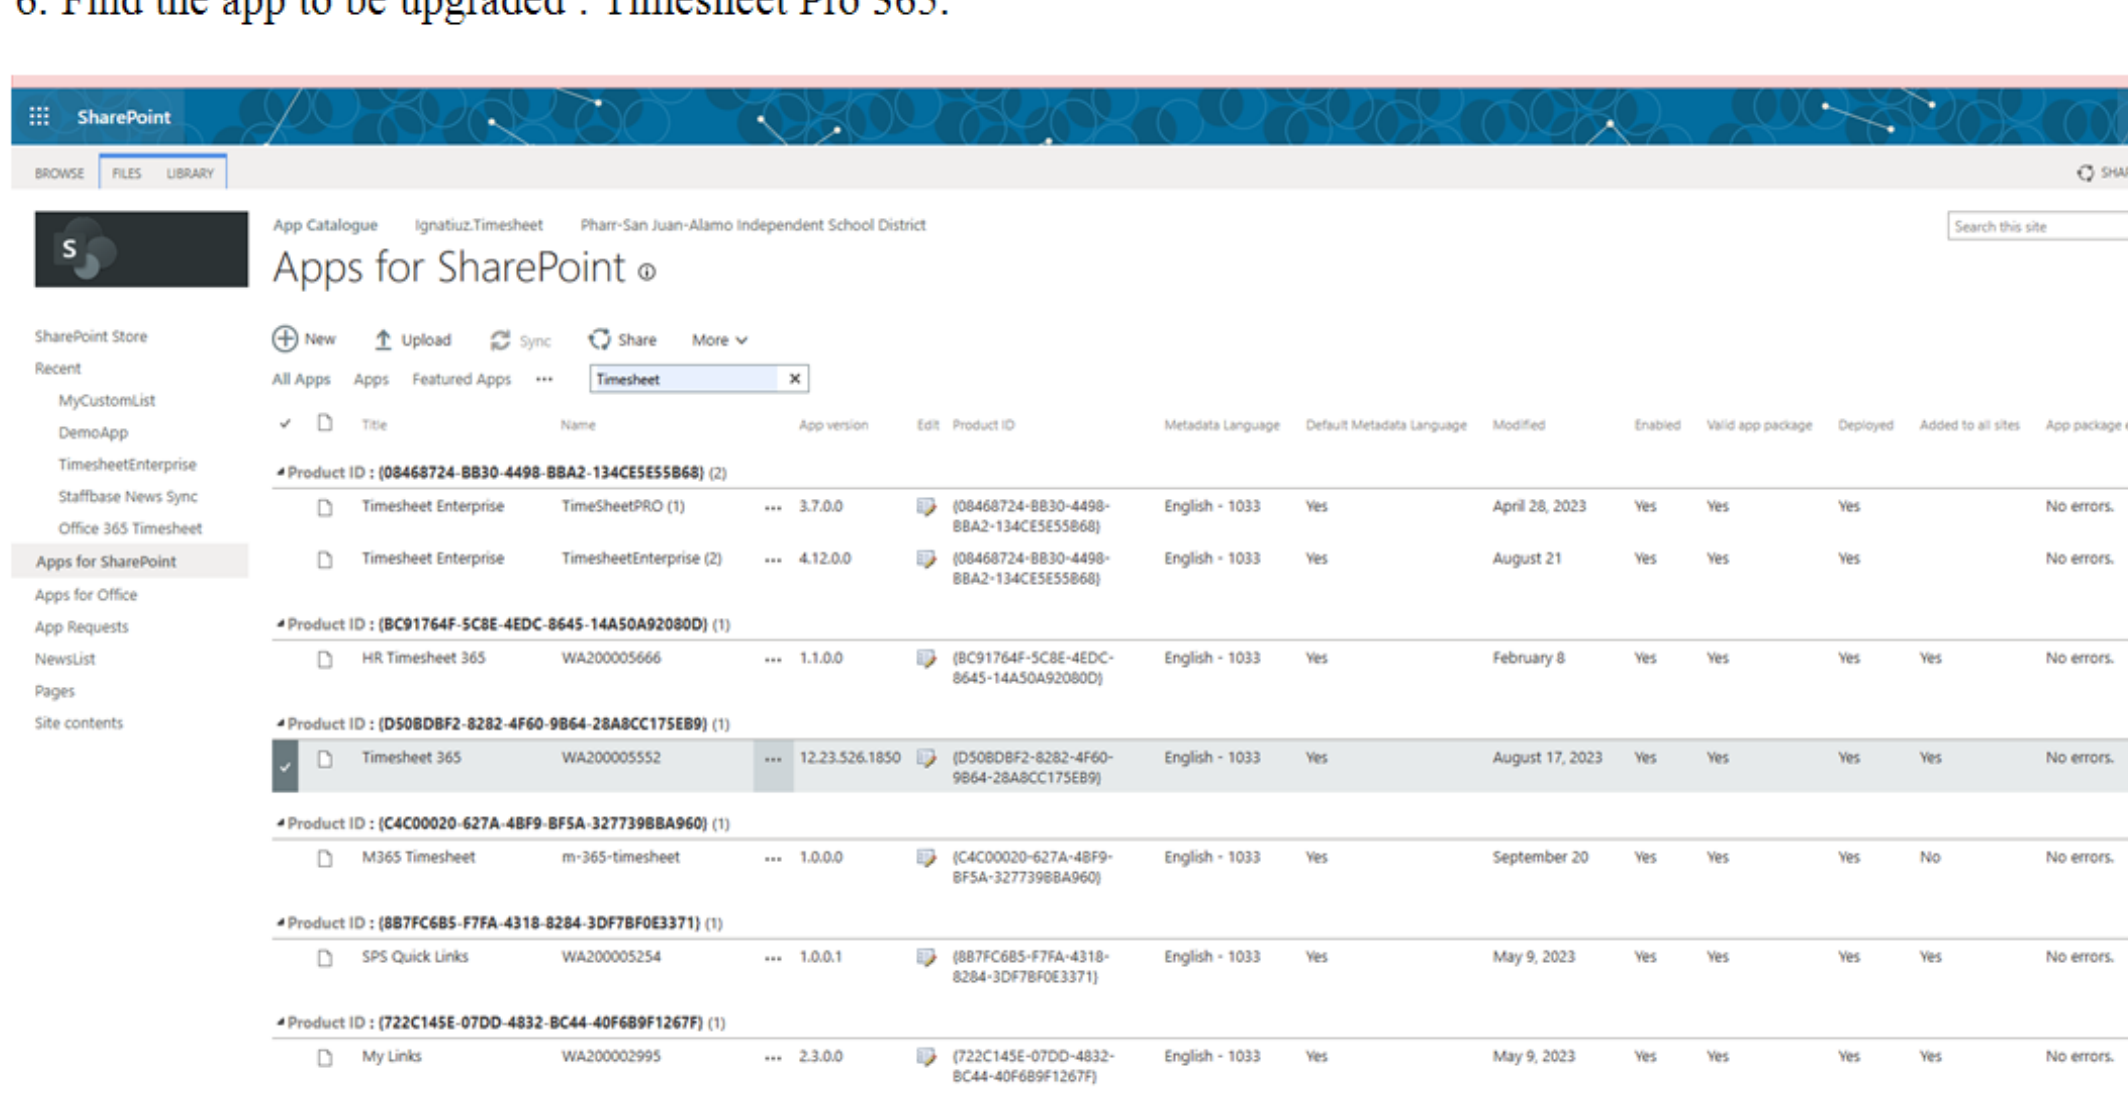 6. Find the app to be upgraded : Timesheet Pro 365.
SharePoint
BROWSE FILES LIBRARY
App Catalogue Ignatiuz.Timesheet Pharr-San Juan-Alamo Independent School District Search this site
Apps for SharePoint
SharePoint Store
Recent
MyCustomList
DemoApp
TimesheetEnterprise
Staffbase News Sync
Office 365 Timesheet
Apps for SharePoint
Apps for Office
App Requests
NewsList
Pages
Site contents
New Upload Sync Share More
All Apps Apps Featured Apps ... Timesheet
Title Name App version Edit Product ID Metadata Language Default Metadata Language Modified Enabled Valid app package Deployed Added to all sites App package
Product ID : {08468724-BB30-4498-BBA2-134CE5E55B68} (2)
Timesheet Enterprise TimeSheetPRO (1) ... 3.7.0.0 {08468724-BB30-4498- English - 1033 Yes April 28, 2023 Yes Yes Yes No errors.
BBA2-134CE5E55B68}
Timesheet Enterprise TimesheetEnterprise (2) ... 4.12.0.0 {08468724-BB30-4498- English - 1033 Yes August 21 Yes Yes Yes No errors.
BBA2-134CE5E55B68}
Product ID : {BC91764F-5C8E-4EDC-8645-14A50A92080D} (1)
HR Timesheet 365 WA200005666 ... 1.1.0.0 {BC91764F-5C8E-4EDC- English - 1033 Yes February 8 Yes Yes Yes Yes No errors.
8645-14A50A92080D}
Product ID : {D50BDBF2-8282-4F60-9B64-28A8CC175EB9} (1)
Timesheet 365 WA200005552 ... 12.23.526.1850 {D50BDBF2-8282-4F60- English - 1033 Yes August 17, 2023 Yes Yes Yes Yes No errors.
9B64-28A8CC175EB9}
Product ID : {C4C00020-627A-4BF9-BF5A-327739BBA960} (1)
M365 Timesheet m-365-timesheet ... 1.0.0.0 {C4C00020-627A-4BF9- English - 1033 Yes September 20 Yes Yes Yes No No errors.
BF5A-327739BBA960}
Product ID : {8B7FC6B5-F7FA-4318-8284-3DF7BF0E3371} (1)
SPS Quick Links WA200005254 ... 1.0.0.1 {8B7FC6B5-F7FA-4318- English - 1033 Yes May 9, 2023 Yes Yes Yes Yes No errors.
8284-3DF7BF0E3371}
Product ID : {722C145E-07DD-4832-BC44-40F6B9F1267F} (1)
My Links WA200002995 ... 2.3.0.0 {722C145E-07DD-4832- English - 1033 Yes May 9, 2023 Yes Yes Yes Yes No errors.
BC44-40F6B9F1267F}